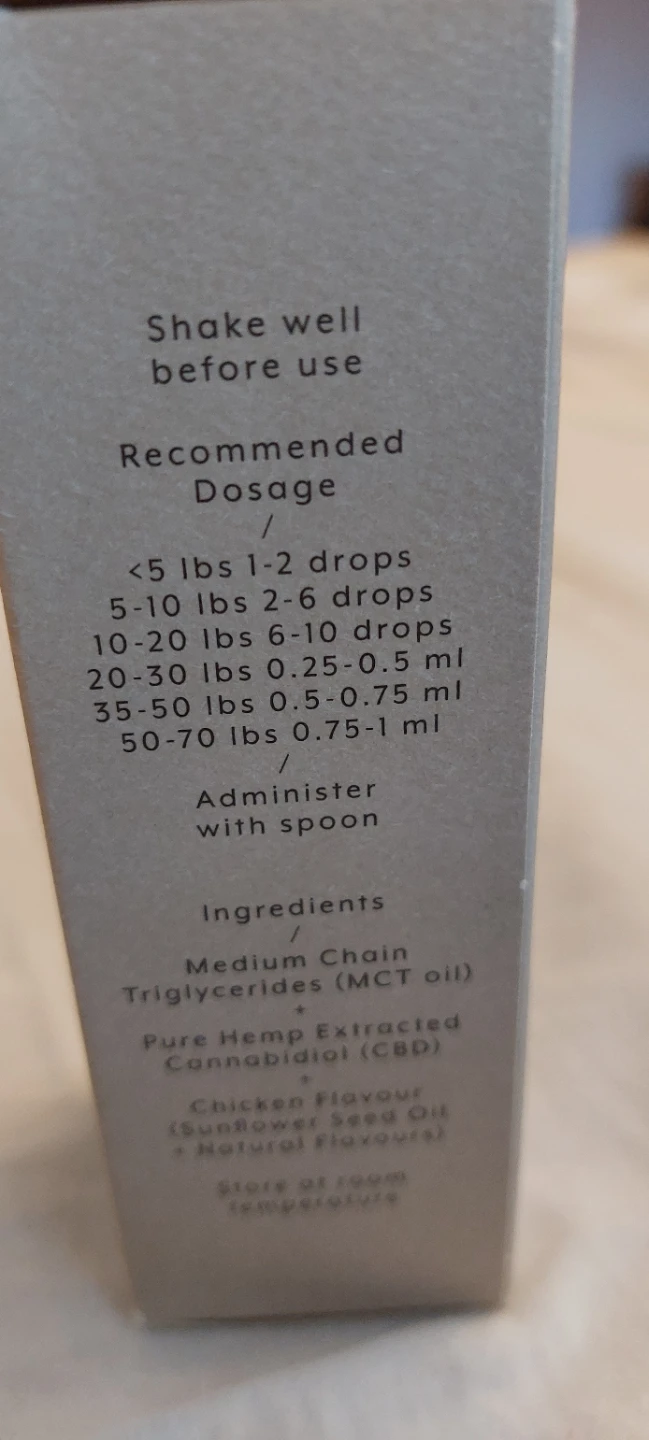 Shake well
before use
Recommended
Dosage
/
<5 lbs 1-2 drops
5-10 lbs 2-6 drops
10-20 lbs 6-10 drops
20-30 lbs 0.25-0.5 ml
35-50 lbs 0.5-0.75 ml
50-70 lbs 0.75-1 ml
/
Administer
with spoon
Ingredients
/
Medium Chain
Triglycerides (MCT oil)
+
Pure Hemp Extracted
Cannabidiol (CBD)
+
Chicken Flavour
(Sunflower Seed Oil
+ Natural Flavours)
Store at room
temperature